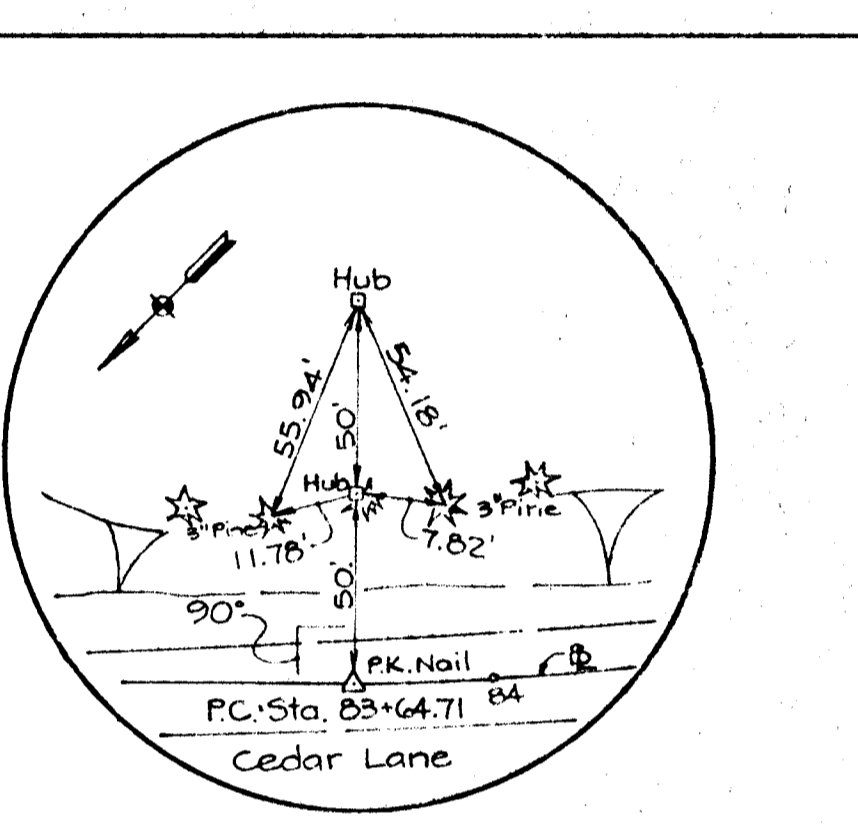 Hub
55.94'
50'
54.18'
Hub
3"Pine
3"Pine
11.78'
7.82'
50'
90°
P.K. Nail
84
P.C. Sta. 83+64.71
Cedar Lane